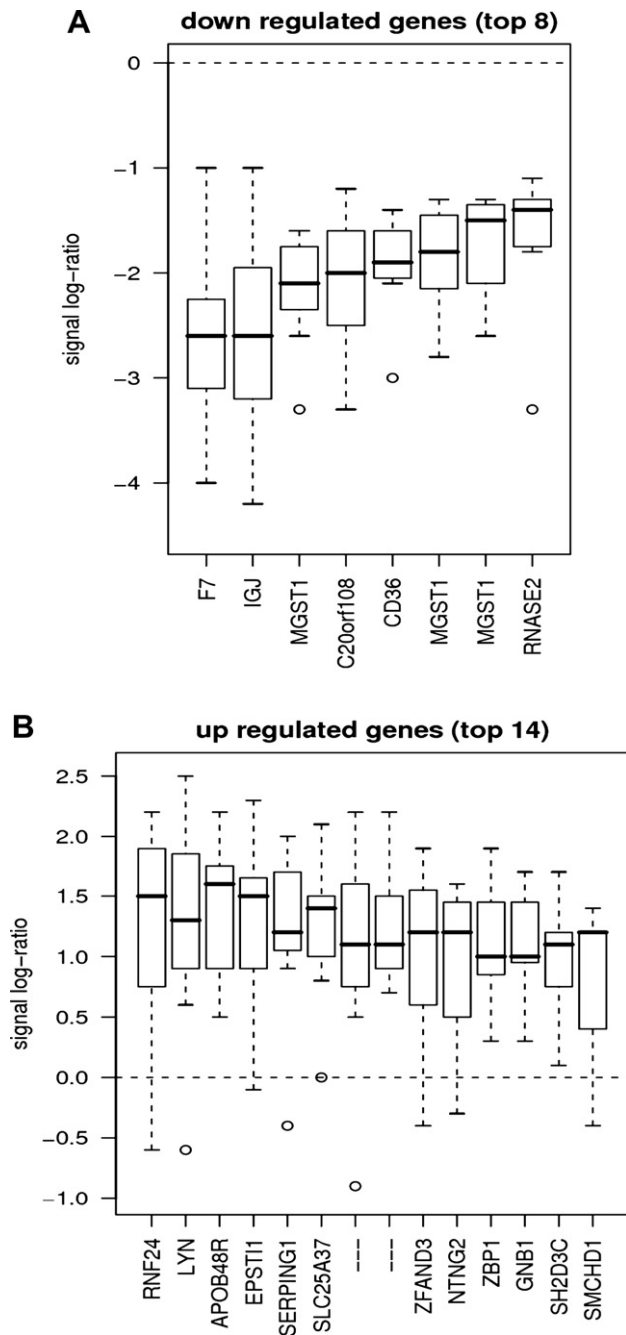 A
down regulated genes (top 8)
0
−1
−2
−3
−4
signal log−ratio
F7
IGJ
MGST1
C20orf108
CD36
MGST1
MGST1
RNASE2
B
up regulated genes (top 14)
2.5
2.0
1.5
1.0
0.5
0.0
−0.5
−1.0
signal log−ratio
RNF24
LYN
APOB48R
EPSTI1
SERPING1
SLC25A37
---
---
ZFAND3
NTNG2
ZBP1
GNB1
SH2D3C
SMCHD1